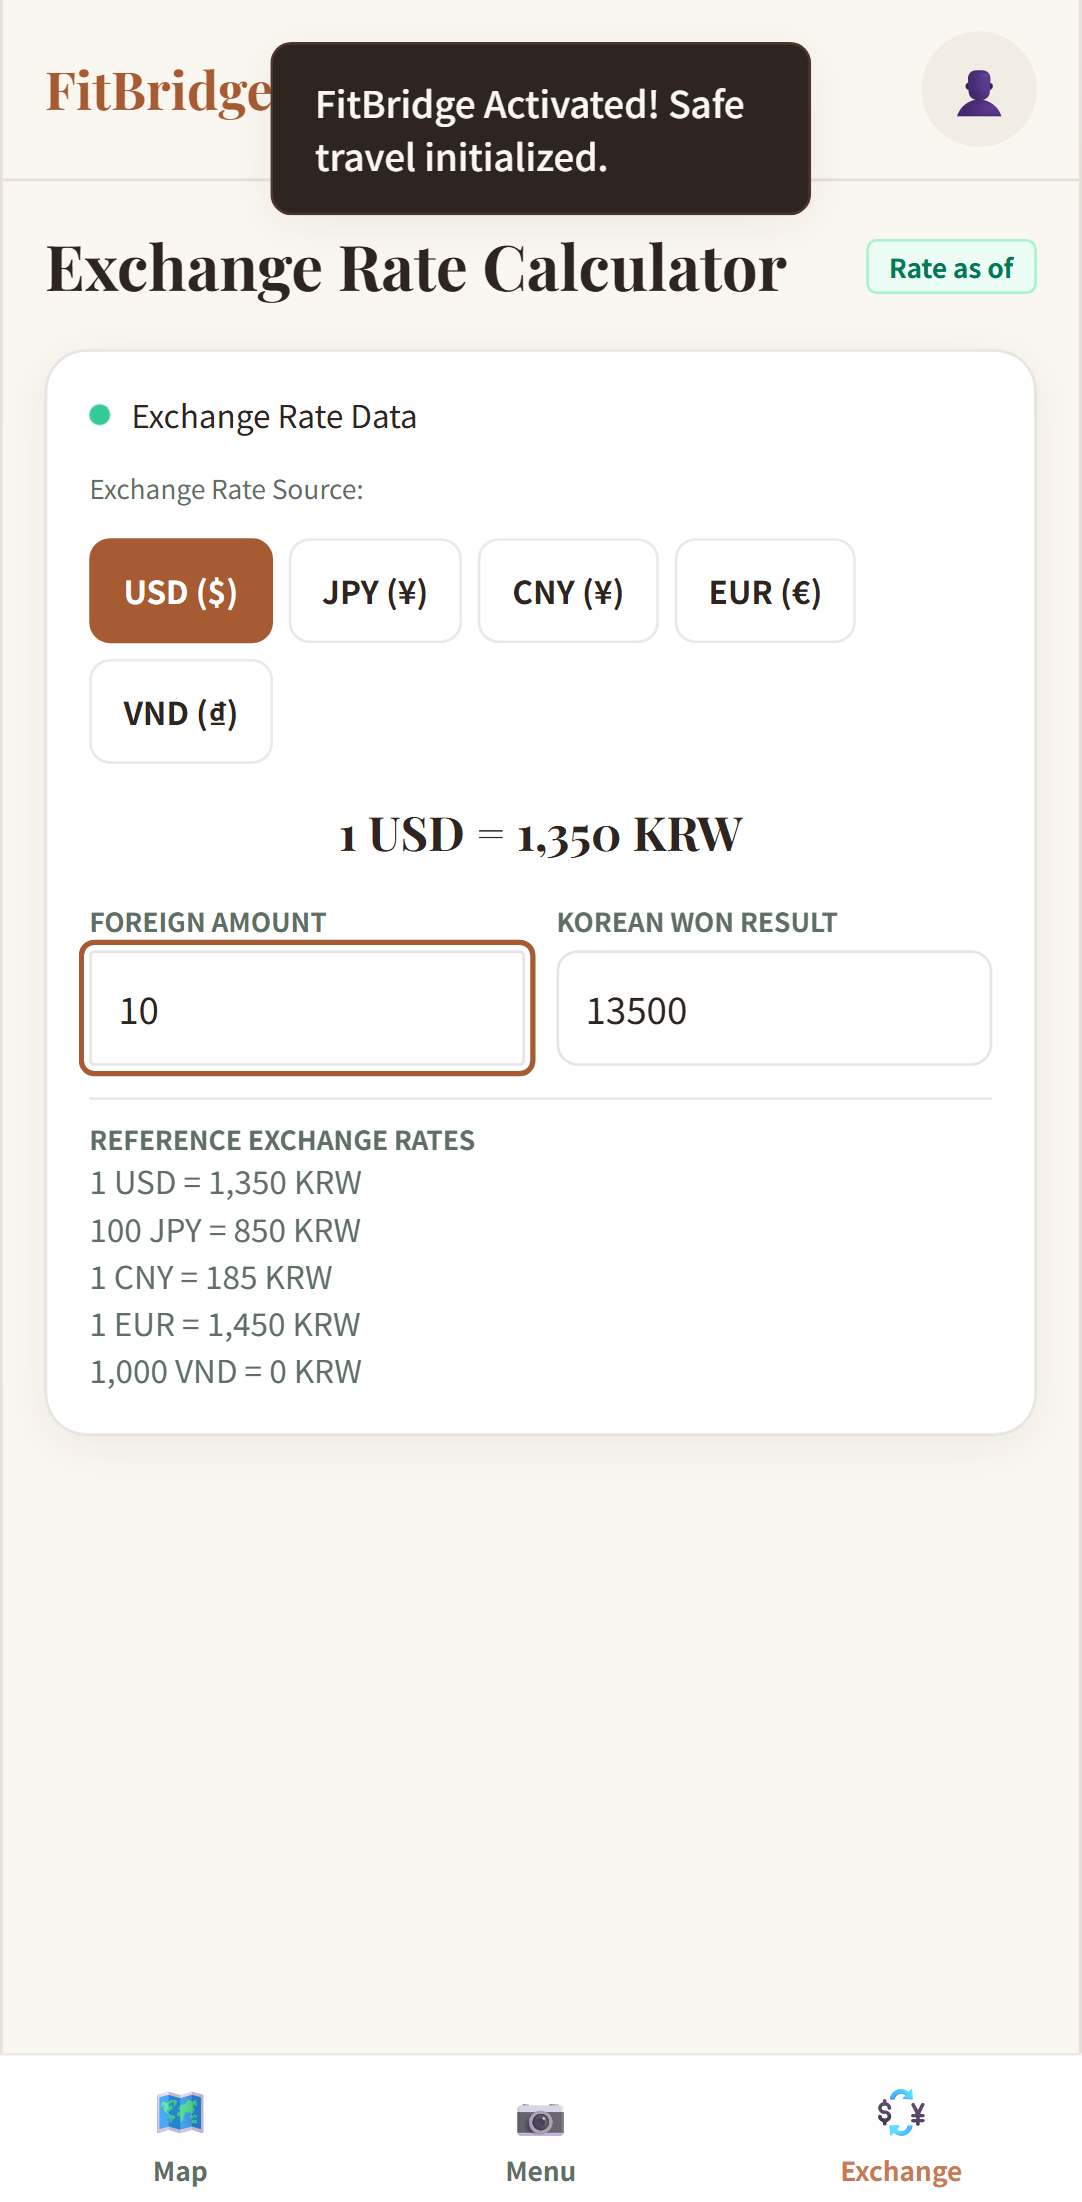 FitBridge
FitBridge Activated! Safe
travel initialized.
Exchange Rate Calculator
Rate as of
Exchange Rate Data
Exchange Rate Source:
USD ($)
JPY (¥)
CNY (¥)
EUR (€)
VND (₫)
1 USD = 1,350 KRW
FOREIGN AMOUNT
KOREAN WON RESULT
10
13500
REFERENCE EXCHANGE RATES
1 USD = 1,350 KRW
100 JPY = 850 KRW
1 CNY = 185 KRW
1 EUR = 1,450 KRW
1,000 VND = 0 KRW
Map
Menu
Exchange